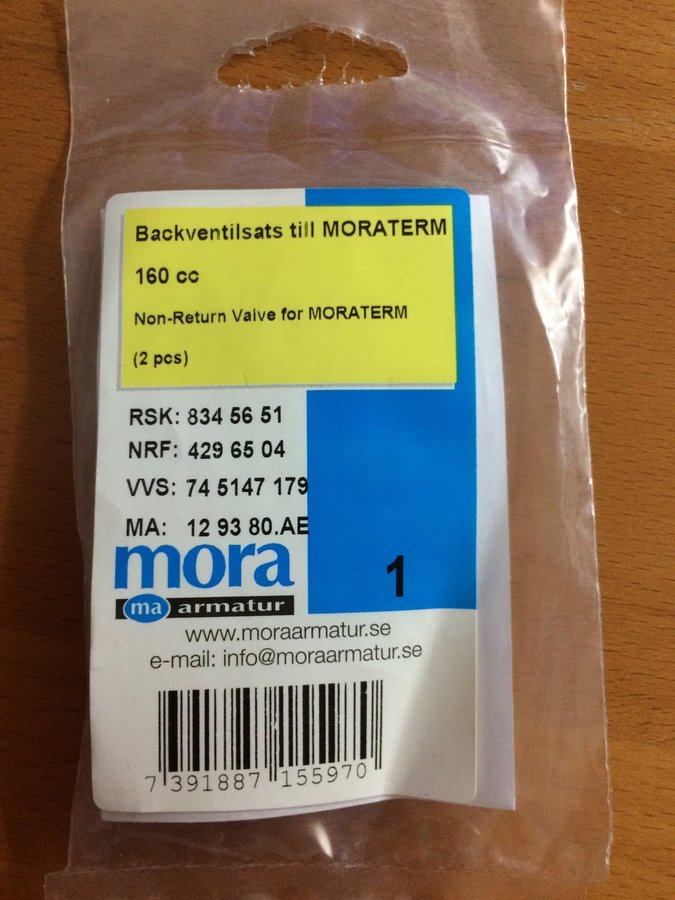 Backventilsats till MORATERM
160 cc
Non-Return Valve for MORATERM
(2 pcs)
RSK: 834 56 51
NRF: 429 65 04
VVS: 74 5147 179
MA: 12 93 80.AE
mora
ma armatur
1
www.moraarmatur.se
e-mail: info@moraarmatur.se
7 391887 155970